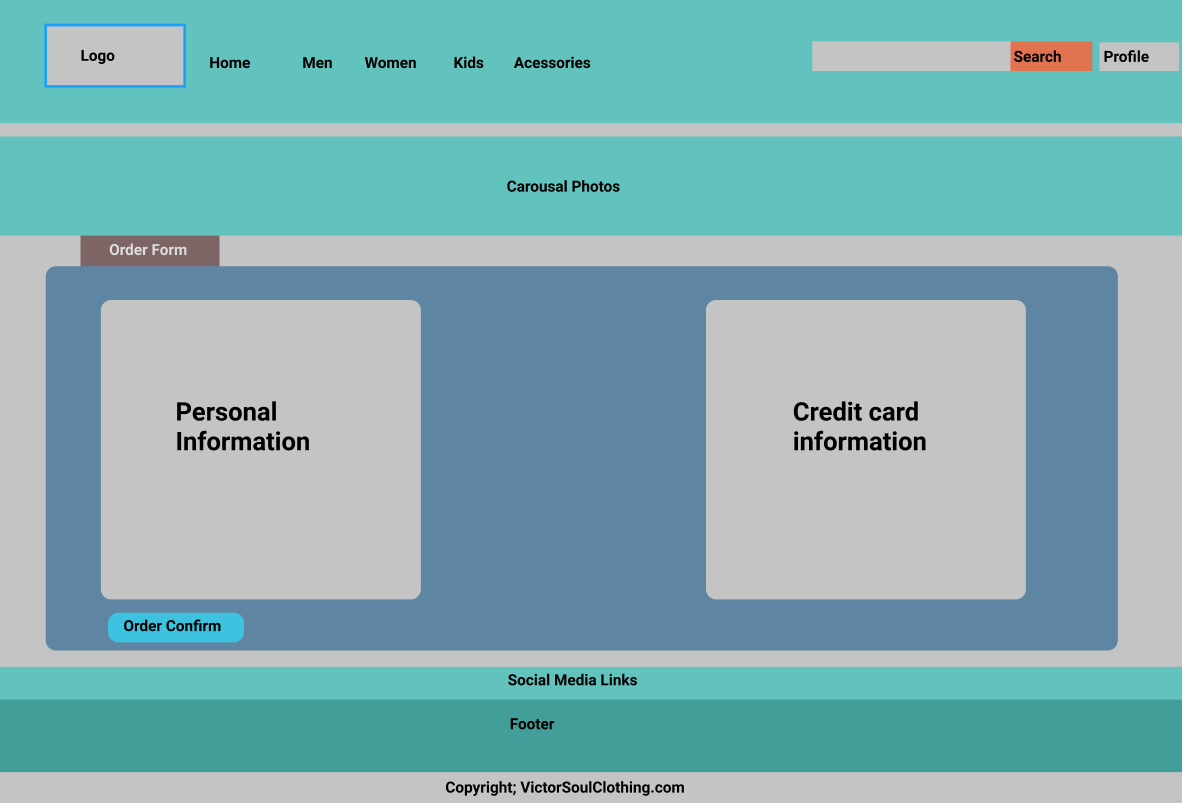 Logo
Home Men Women Kids Acessories
Search
Profile
Carousal Photos
Order Form
Personal
Information
Credit card
information
Order Confirm
Social Media Links
Footer
Copyright; VictorSoulClothing.com